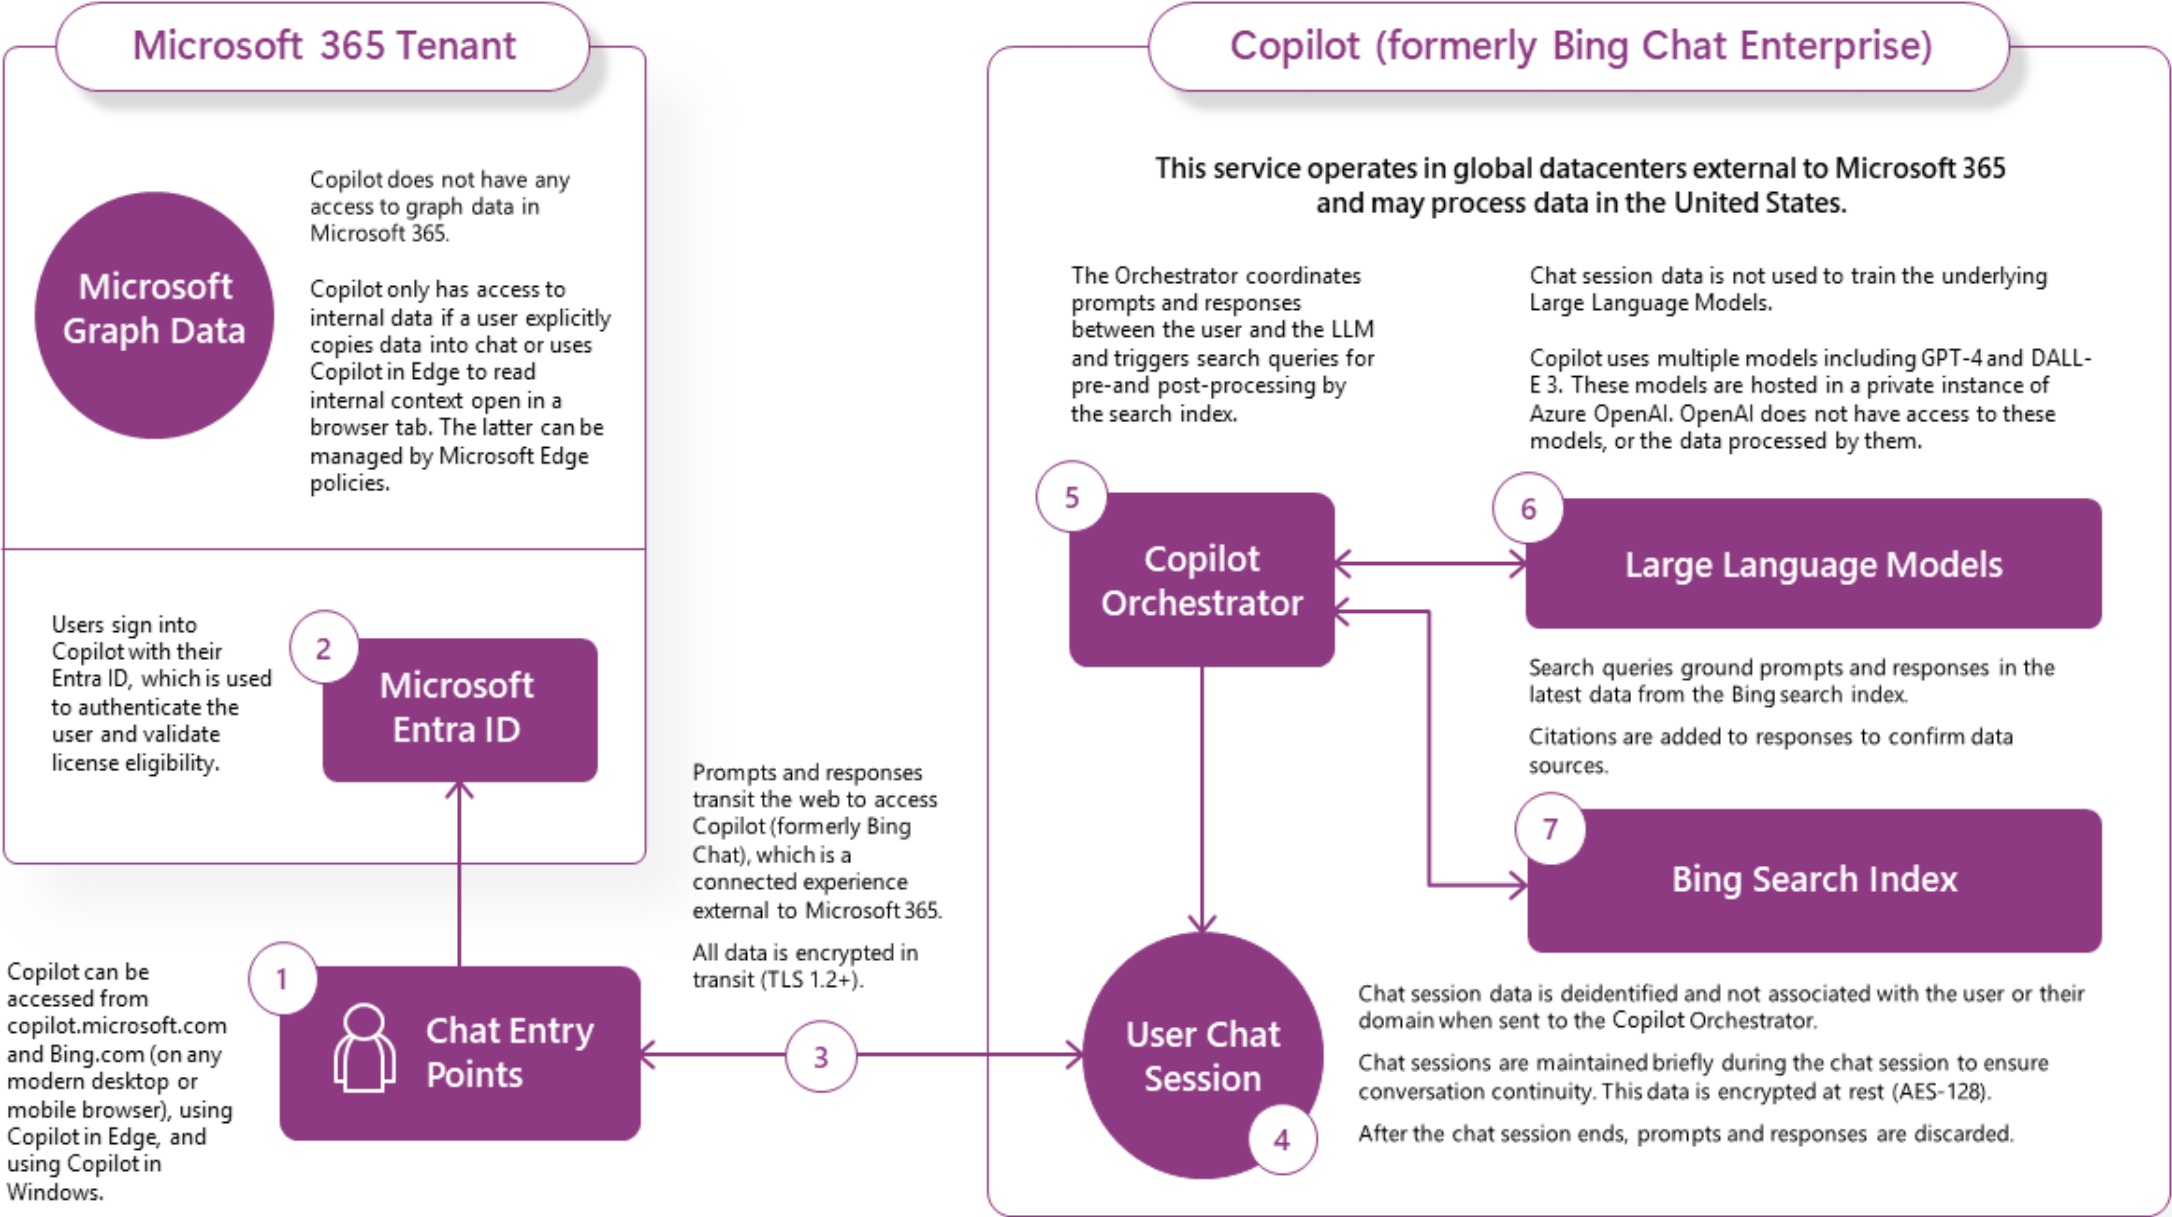 Microsoft 365 Tenant
Microsoft
Graph Data
Copilot does not have any
access to graph data in
Microsoft 365.
Copilot only has access to
internal data if a user explicitly
copies data into chat or uses
Copilot in Edge to read
internal context open in a
browser tab. The latter can be
managed by Microsoft Edge
policies.
Users sign into
Copilot with their
Entra ID, which is used
to authenticate the
user and validate
license eligibility.
2
Microsoft
Entra ID
Copilot can be
accessed from
copilot.microsoft.com
and Bing.com (on any
modern desktop or
mobile browser), using
Copilot in Edge, and
using Copilot in
Windows.
1
Chat Entry
Points
Prompts and responses
transit the web to access
Copilot (formerly Bing
Chat), which is a
connected experience
external to Microsoft 365.
All data is encrypted in
transit (TLS 1.2+).
3
Copilot (formerly Bing Chat Enterprise)
This service operates in global datacenters external to Microsoft 365
and may process data in the United States.
The Orchestrator coordinates
prompts and responses
between the user and the LLM
and triggers search queries for
pre-and post-processing by
the search index.
5
Copilot
Orchestrator
Chat session data is not used to train the underlying
Large Language Models.
Copilot uses multiple models including GPT-4 and DALL-
E 3. These models are hosted in a private instance of
Azure OpenAI. OpenAI does not have access to these
models, or the data processed by them.
6
Large Language Models
Search queries ground prompts and responses in the
latest data from the Bing search index.
Citations are added to responses to confirm data
sources.
7
Bing Search Index
User Chat
Session
4
Chat session data is deidentified and not associated with the user or their
domain when sent to the Copilot Orchestrator.
Chat sessions are maintained briefly during the chat session to ensure
conversation continuity. This data is encrypted at rest (AES-128).
After the chat session ends, prompts and responses are discarded.